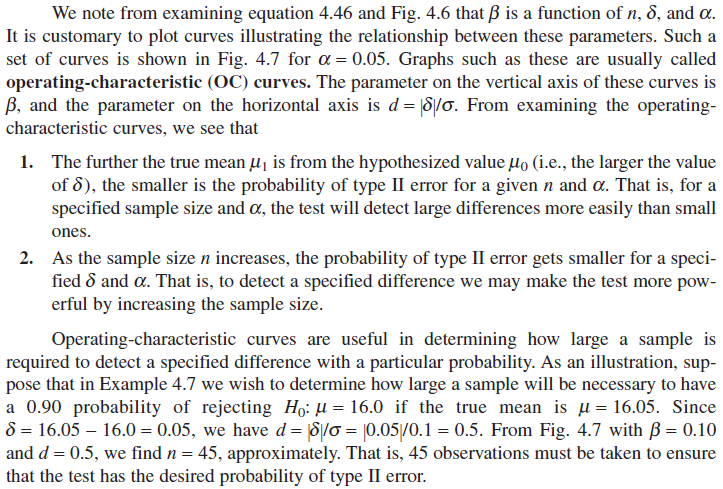 We note from examining equation 4.46 and Fig. 4.6 that β is a function of n, δ, and α.
It is customary to plot curves illustrating the relationship between these parameters. Such a
set of curves is shown in Fig. 4.7 for α = 0.05. Graphs such as these are usually called
operating-characteristic (OC) curves. The parameter on the vertical axis of these curves is
β, and the parameter on the horizontal axis is d = |δ|/σ. From examining the operating-
characteristic curves, we see that
1. The further the true mean μ₁ is from the hypothesized value μ₀ (i.e., the larger the value
of δ), the smaller is the probability of type II error for a given n and α. That is, for a
specified sample size and α, the test will detect large differences more easily than small
ones.
2. As the sample size n increases, the probability of type II error gets smaller for a speci-
fied δ and α. That is, to detect a specified difference we may make the test more pow-
erful by increasing the sample size.
Operating-characteristic curves are useful in determining how large a sample is
required to detect a specified difference with a particular probability. As an illustration, sup-
pose that in Example 4.7 we wish to determine how large a sample will be necessary to have
a 0.90 probability of rejecting H₀: μ = 16.0 if the true mean is μ = 16.05. Since
δ = 16.05 – 16.0 = 0.05, we have d = |δ|/σ = |0.05|/0.1 = 0.5. From Fig. 4.7 with β = 0.10
and d = 0.5, we find n = 45, approximately. That is, 45 observations must be taken to ensure
that the test has the desired probability of type II error.